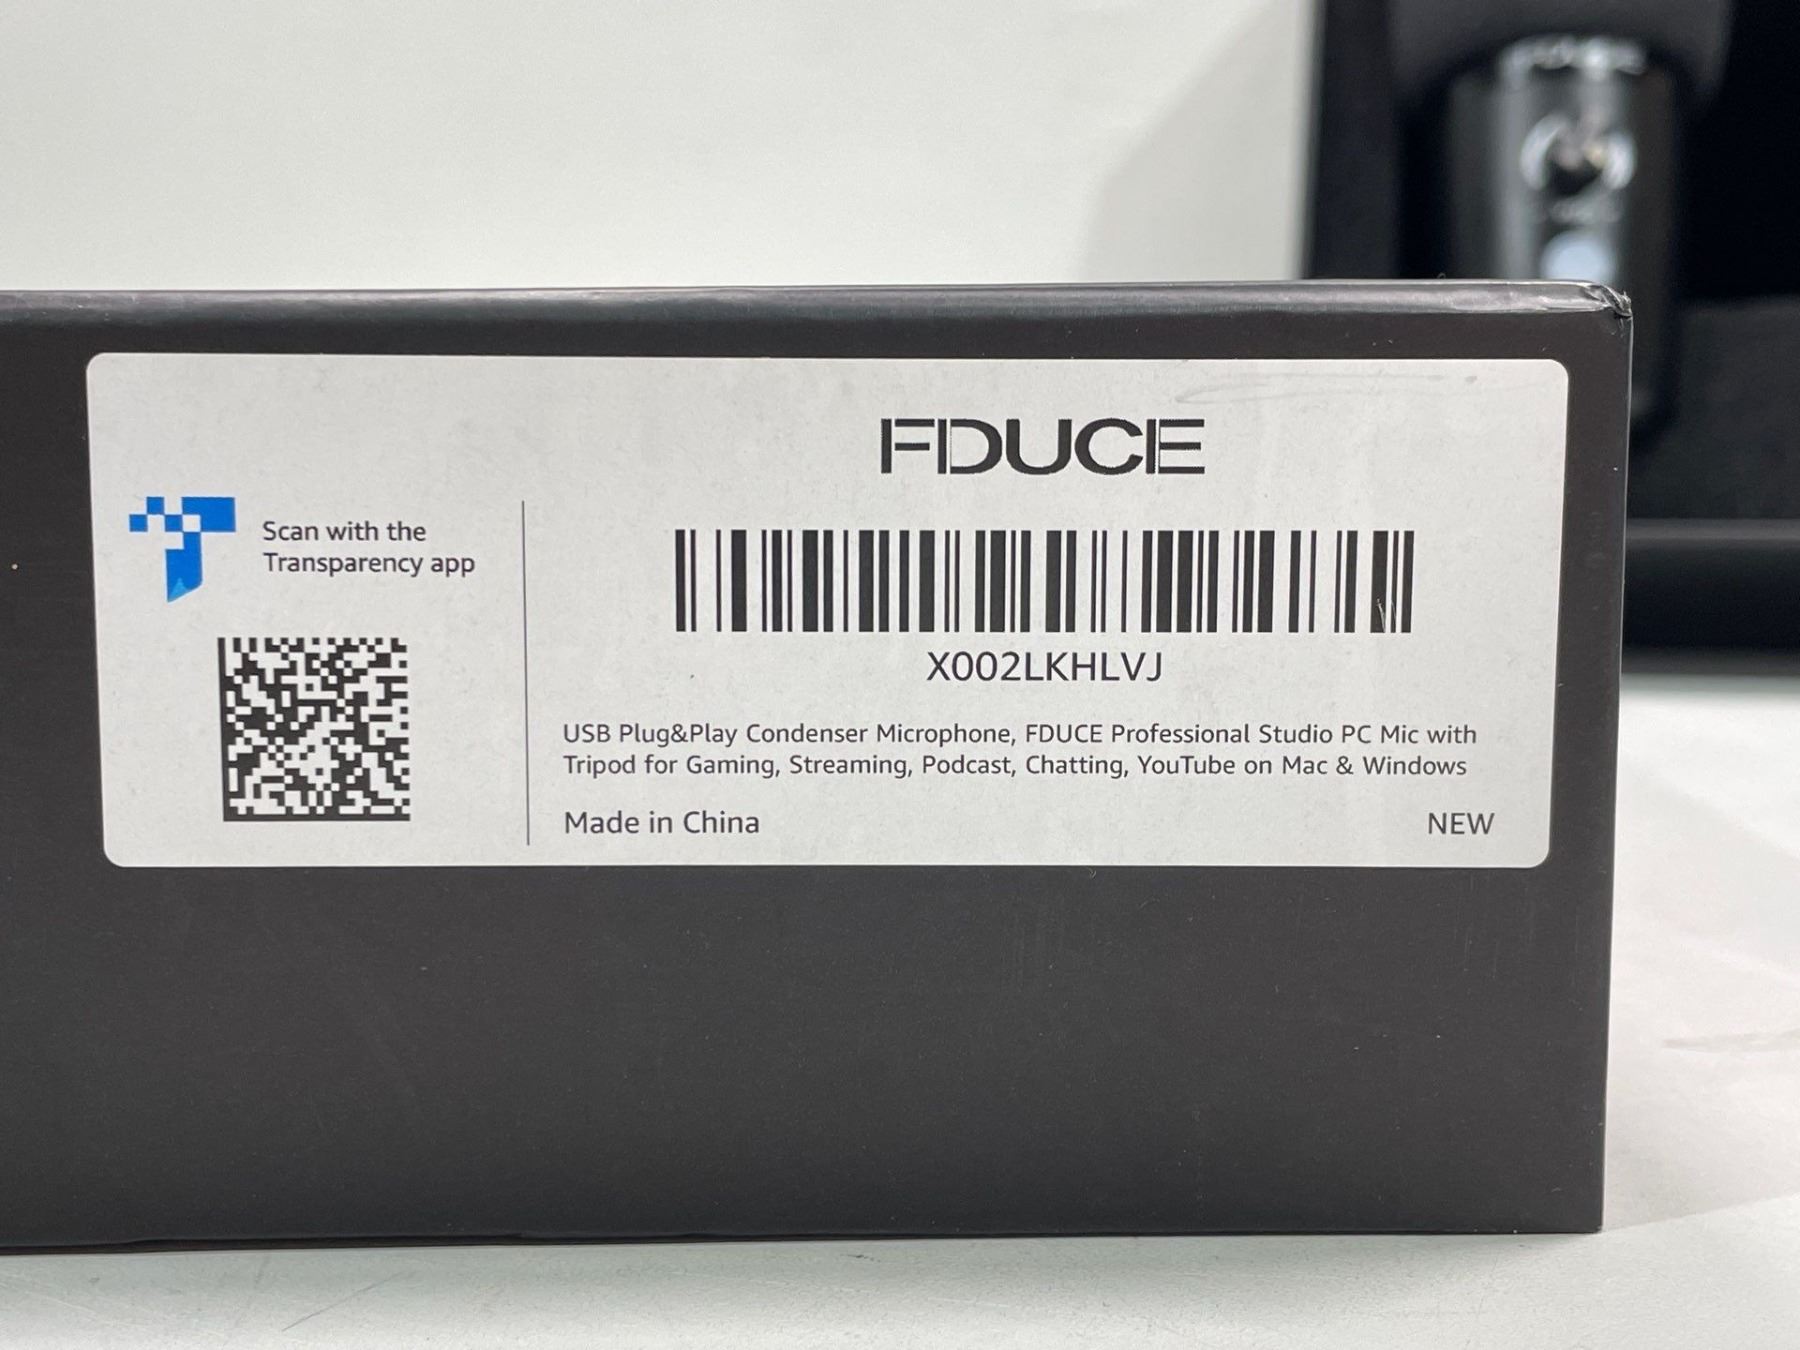 FDUCE
Scan with the
Transparency app
X002LKHLVJ
USB Plug&Play Condenser Microphone, FDUCE Professional Studio PC Mic with
Tripod for Gaming, Streaming, Podcast, Chatting, YouTube on Mac & Windows
Made in China
NEW